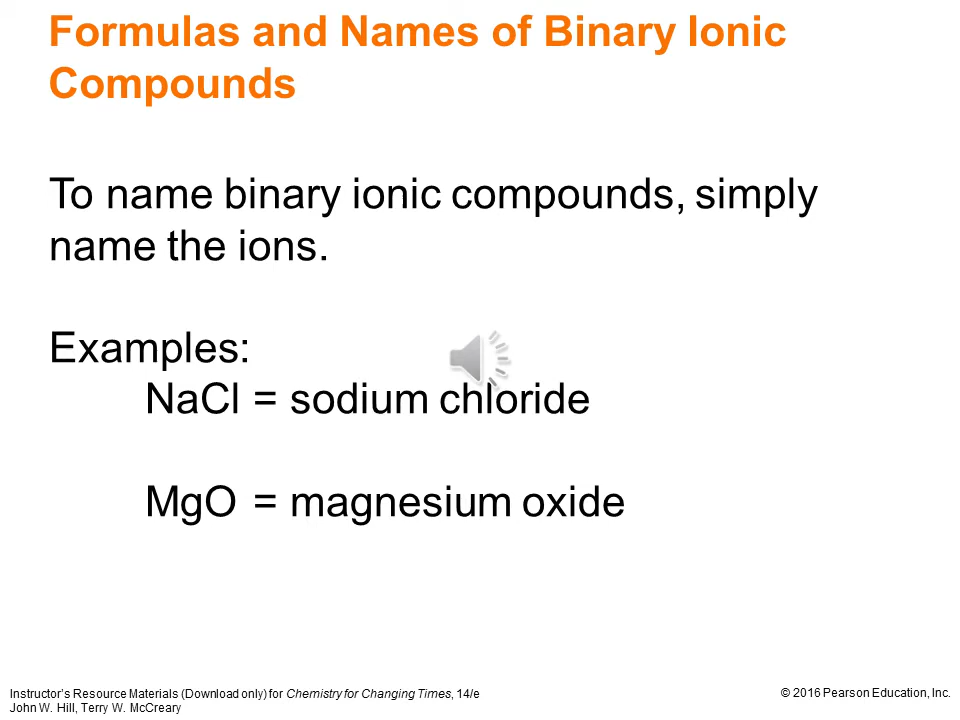 Formulas and Names of Binary Ionic
Compounds
To name binary ionic compounds, simply
name the ions.
Examples:
NaCl = sodium chloride
MgO = magnesium oxide
Instructor's Resource Materials (Download only) for Chemistry for Changing Times, 14/e
John W. Hill, Terry W. McCreary
© 2016 Pearson Education, Inc.